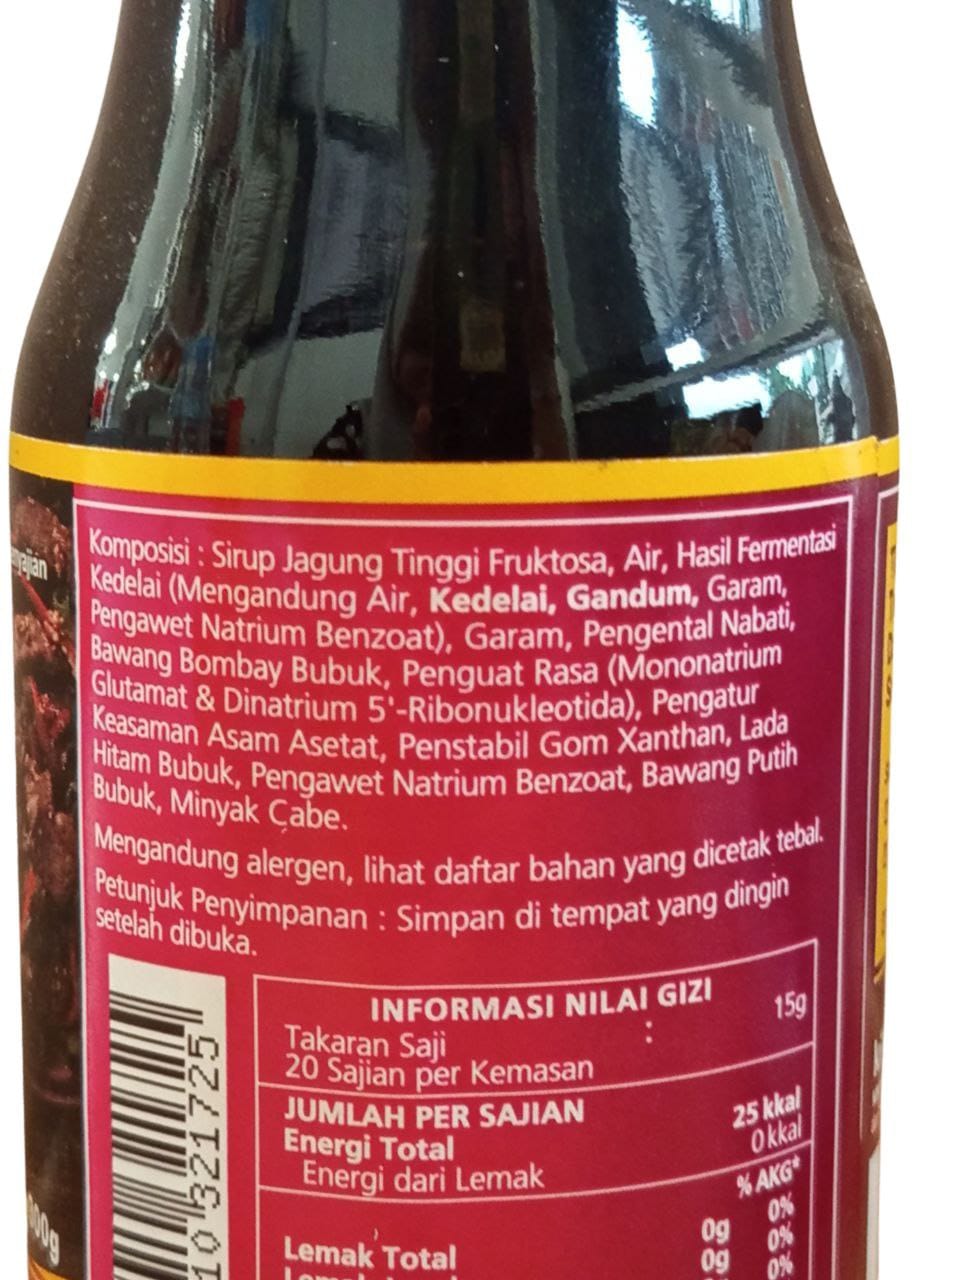 Komposisi : Sirup Jagung Tinggi Fruktosa, Air, Hasil Fermentasi
Kedelai (Mengandung Air, Kedelai, Gandum, Garam,
Pengawet Natrium Benzoat), Garam, Pengental Nabati,
Bawang Bombay Bubuk, Penguat Rasa (Mononatrium
Glutamat & Dinatrium 5'-Ribonukleotida), Pengatur
Keasaman Asam Asetat, Penstabil Gom Xanthan, Lada
Hitam Bubuk, Pengawet Natrium Benzoat, Bawang Putih
Bubuk, Minyak Cabe.
Mengandung alergen, lihat daftar bahan yang dicetak tebal.
Petunjuk Penyimpanan : Simpan di tempat yang dingin
setelah dibuka.
INFORMASI NILAI GIZI
Takaran Saji : 15g
20 Sajian per Kemasan
JUMLAH PER SAJIAN
Energi Total 25 kkal
Energi dari Lemak 0 kkal
% AKG*
Lemak Total 0g 0%
0g 0%
0%
10 321725